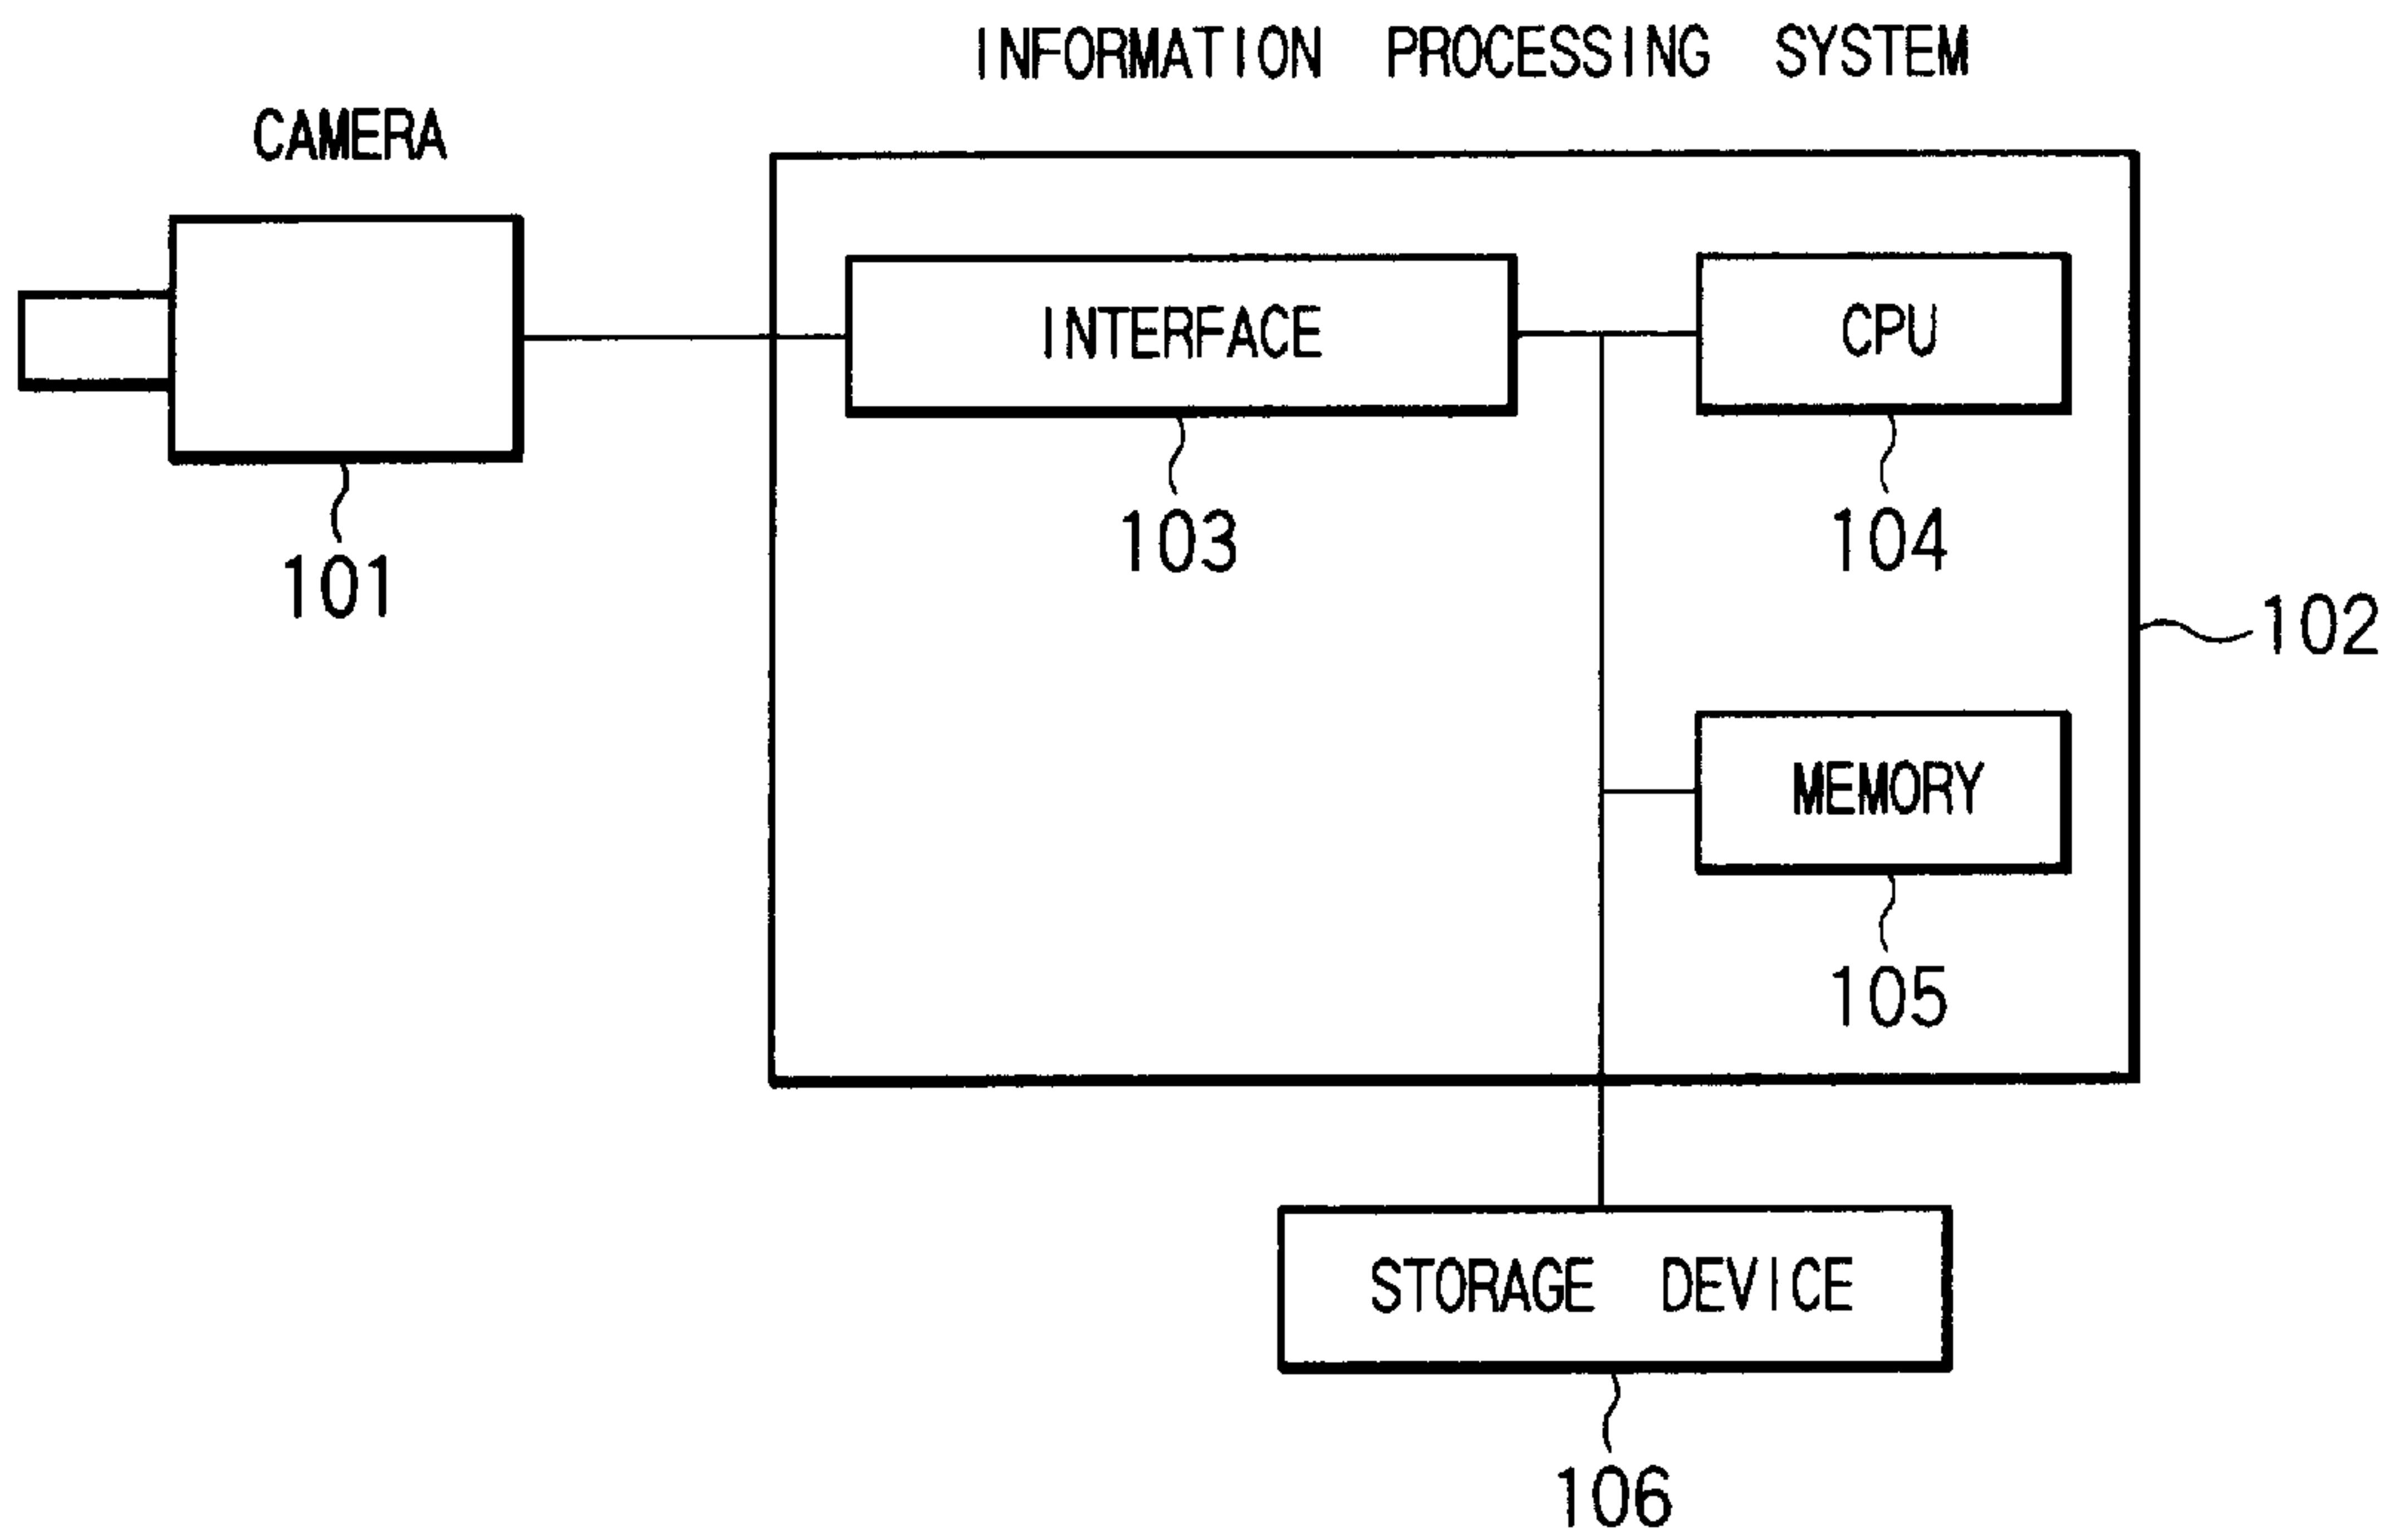 INFORMATION PROCESSING SYSTEM
CAMERA
INTERFACE
CPU
103
104
101
102
MEMORY
105
STORAGE DEVICE
106